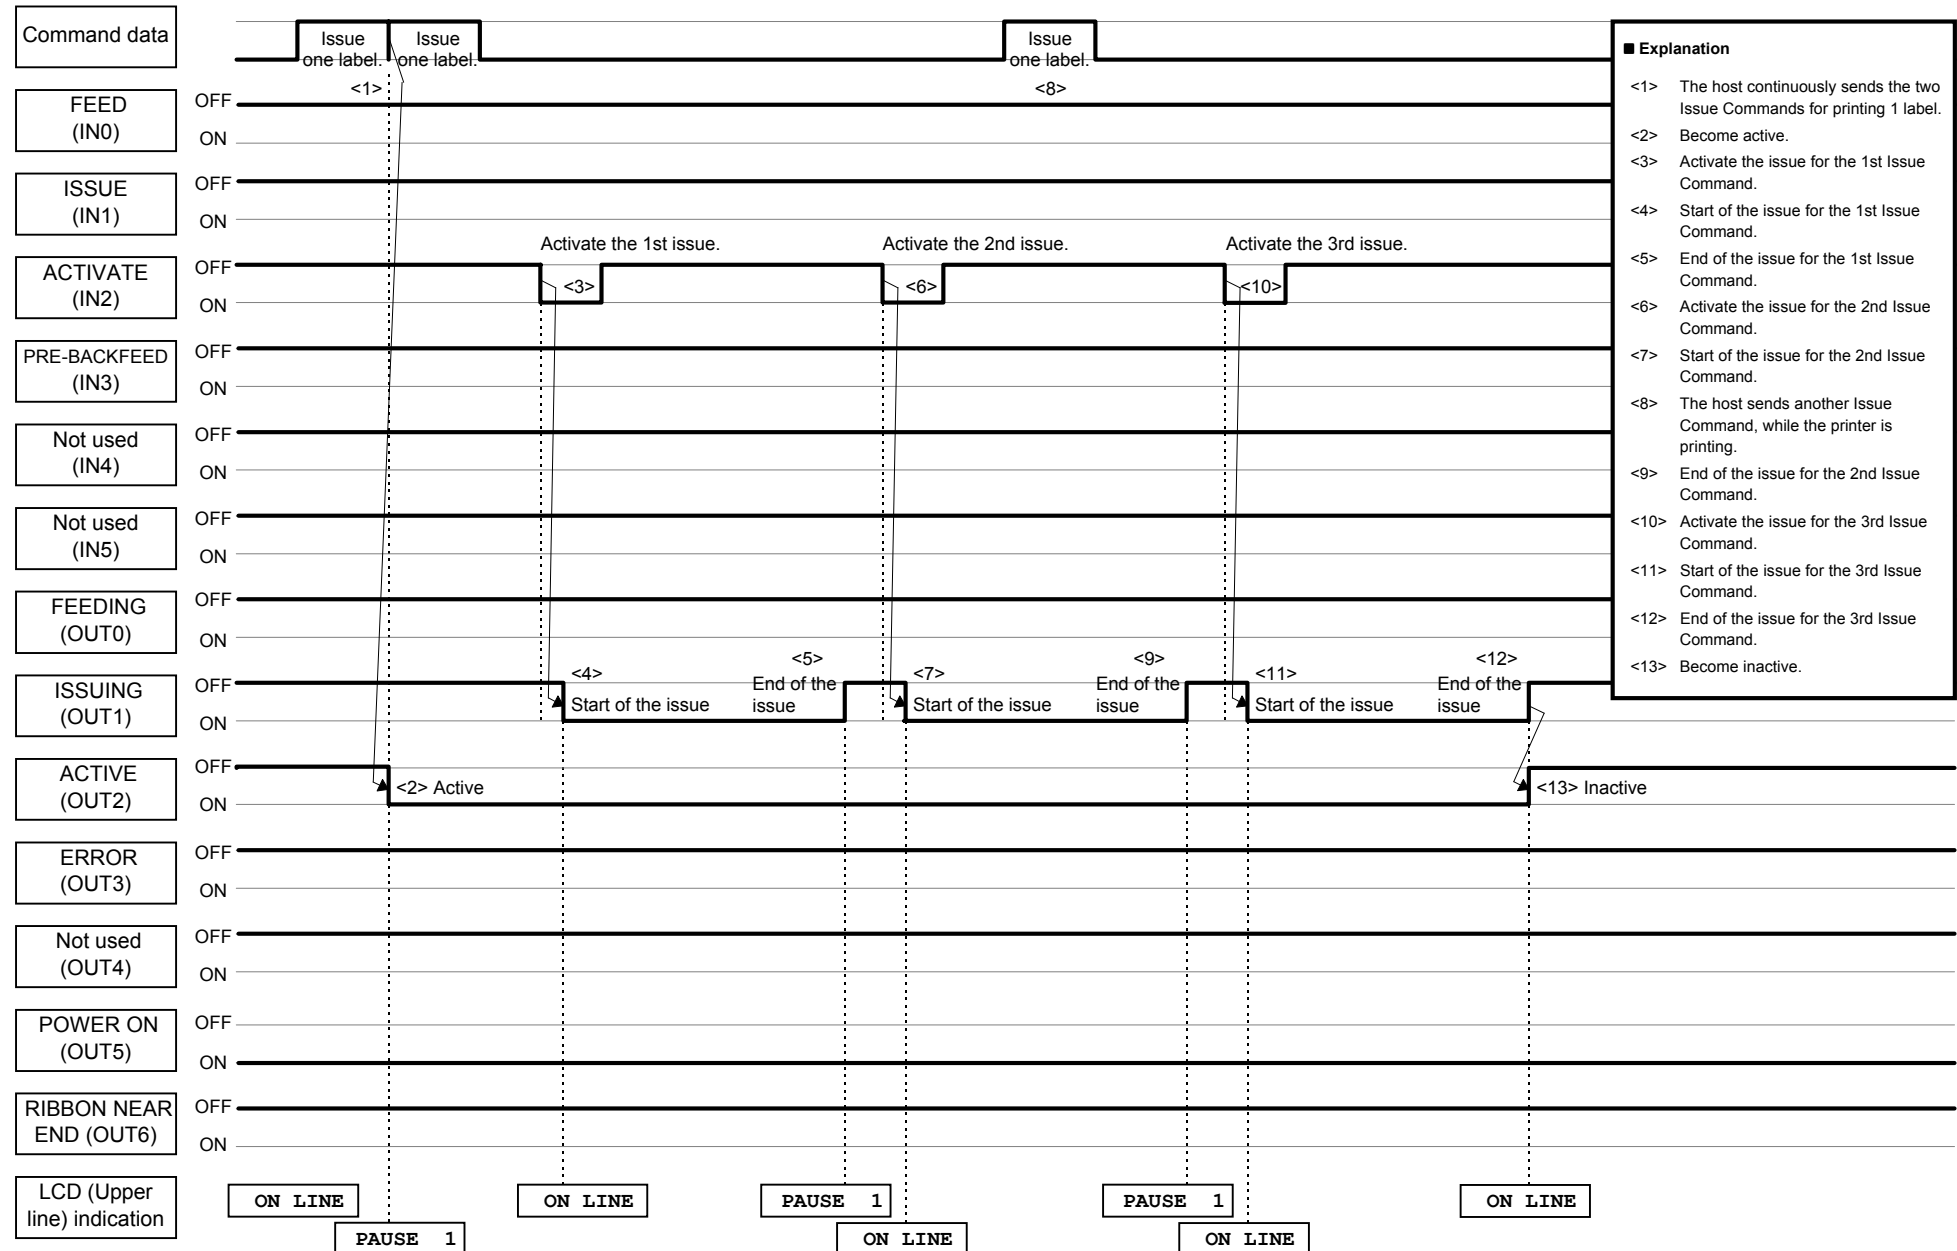 Command data
Issue
one label.
Issue
one label.
Issue
one label.
<1>
<8>
FEED
(IN0)
OFF
ON
ISSUE
(IN1)
OFF
ON
Activate the 1st issue.
Activate the 2nd issue.
Activate the 3rd issue.
ACTIVATE
(IN2)
OFF
ON
<3>
<6>
<10>
PRE-BACKFEED
(IN3)
OFF
ON
Not used
(IN4)
OFF
ON
Not used
(IN5)
OFF
ON
FEEDING
(OUT0)
OFF
ON
ISSUING
(OUT1)
OFF
ON
<4>
Start of the issue
<5>
End of the
issue
<7>
Start of the issue
<9>
End of the
issue
<11>
Start of the issue
<12>
End of the
issue
ACTIVE
(OUT2)
OFF
ON
<2> Active
<13> Inactive
ERROR
(OUT3)
OFF
ON
Not used
(OUT4)
OFF
ON
POWER ON
(OUT5)
OFF
ON
RIBBON NEAR
END (OUT6)
OFF
ON
LCD (Upper
line) indication
ON LINE
PAUSE 1
ON LINE
PAUSE 1
ON LINE
PAUSE 1
ON LINE
ON LINE
■ Explanation
<1> The host continuously sends the two
Issue Commands for printing 1 label.
<2> Become active.
<3> Activate the issue for the 1st Issue
Command.
<4> Start of the issue for the 1st Issue
Command.
<5> End of the issue for the 1st Issue
Command.
<6> Activate the issue for the 2nd Issue
Command.
<7> Start of the issue for the 2nd Issue
Command.
<8> The host sends another Issue
Command, while the printer is
printing.
<9> End of the issue for the 2nd Issue
Command.
<10> Activate the issue for the 3rd Issue
Command.
<11> Start of the issue for the 3rd Issue
Command.
<12> End of the issue for the 3rd Issue
Command.
<13> Become inactive.